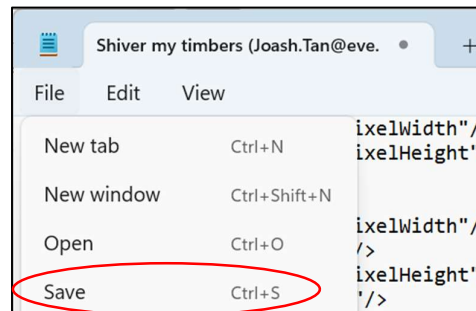 Shiver my timbers (Joash.Tan@eve.
File Edit View
New tab Ctrl+N
New window Ctrl+Shift+N
Open Ctrl+O
Save Ctrl+S
ixelWidth"/
ixelHeight"
ixelWidth"/
/>
ixelHeight"
"/>